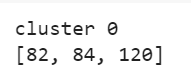 cluster 0
[82, 84, 120]